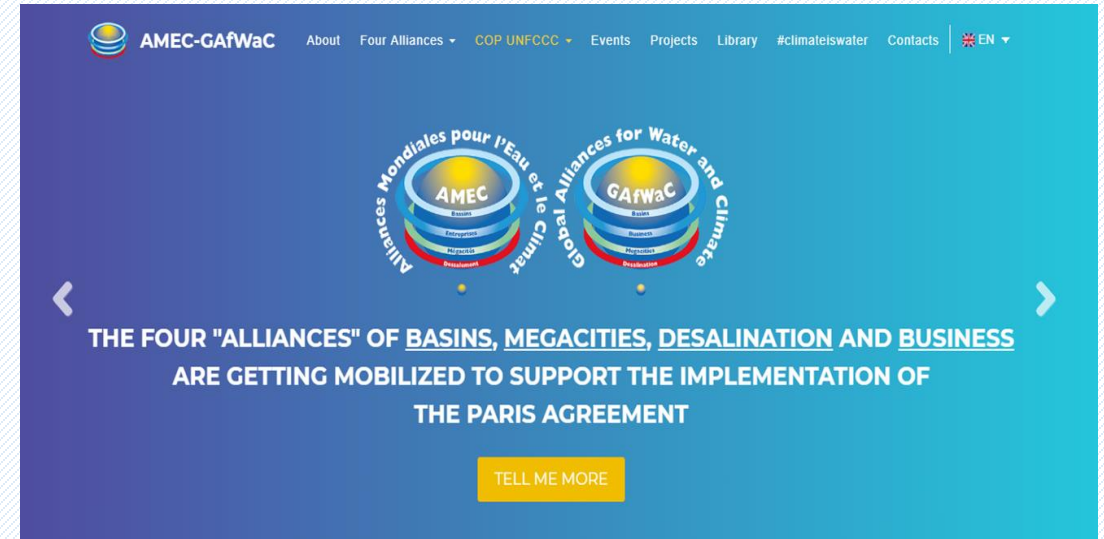 AMEC-GAfWaC
About
Four Alliances
COP UNFCCC
Events
Projects
Library
#climateiswater
Contacts
EN
Alliances Mondiales pour l'Eau et le Climat
AMEC
Bassins
Entreprises
Mégacités
Dessalement
Global Alliances for Water and Climate
GAfWaC
Basins
Business
Megacities
Desalination
THE FOUR "ALLIANCES" OF BASINS, MEGACITIES, DESALINATION AND BUSINESS
ARE GETTING MOBILIZED TO SUPPORT THE IMPLEMENTATION OF
THE PARIS AGREEMENT
TELL ME MORE